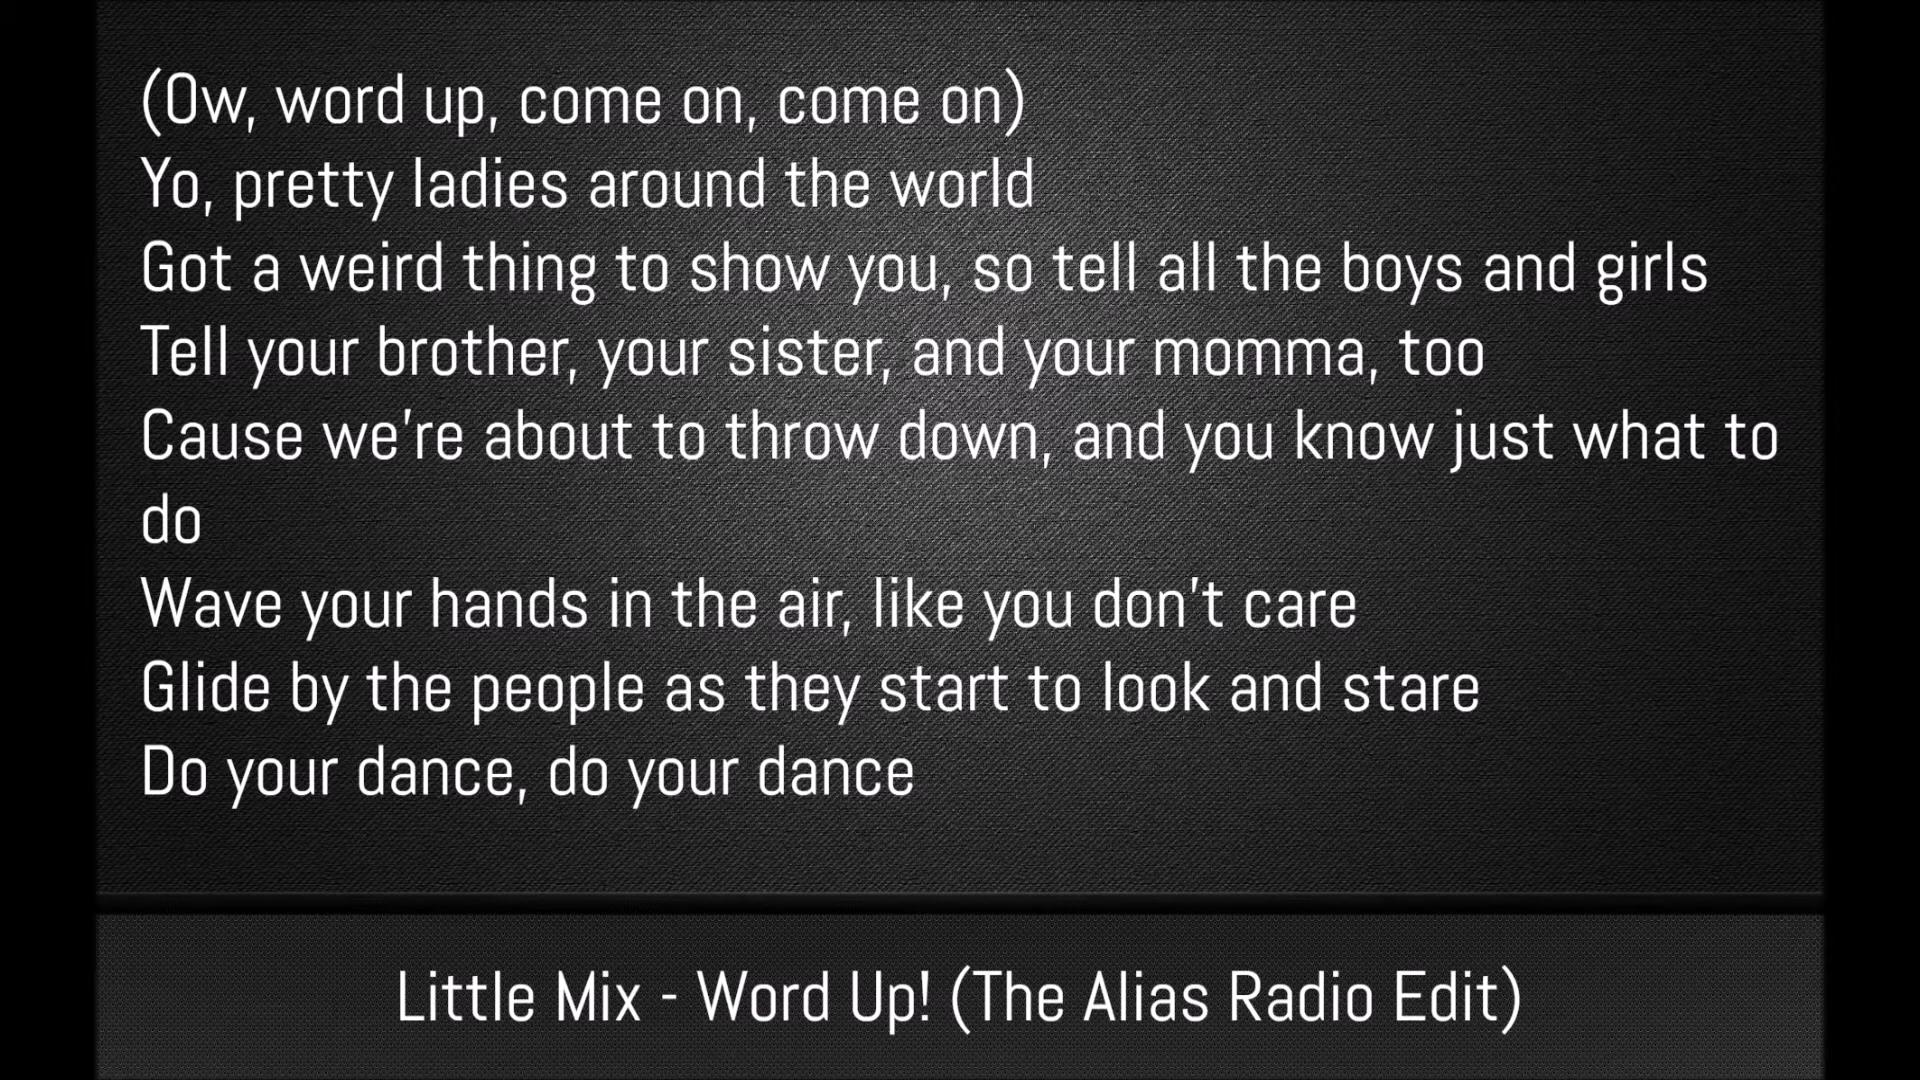 (Ow, word up, come on, come on)
Yo, pretty ladies around the world
Got a weird thing to show you, so tell all the boys and girls
Tell your brother, your sister, and your momma, too
Cause we're about to throw down, and you know just what to
do
Wave your hands in the air, like you don't care
Glide by the people as they start to look and stare
Do your dance, do your dance
Little Mix - Word Up! (The Alias Radio Edit)